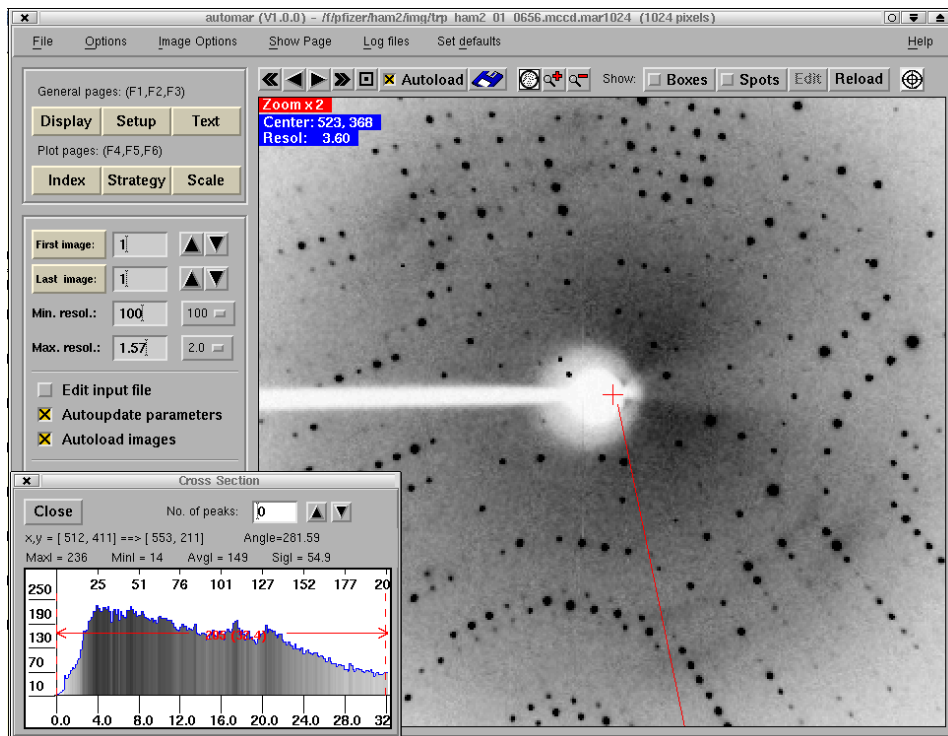 automar (V1.0.0) - /f/pfizer/ham2/img/trp_ham2_01_0656.mccd.mar1024 (1024 pixels)
File Options Image Options Show Page Log files Set defaults Help
General pages: (F1,F2,F3)
Display Setup Text
Plot pages: (F4,F5,F6)
Index Strategy Scale
First image: 1
Last image: 1
Min. resol.: 100 100
Max. resol.: 1.57 2.0
Edit input file
Autoupdate parameters
Autoload images
Autoload Show: Boxes Spots Edit Reload
Zoom x 2
Center: 523, 368
Resol: 3.60
Cross Section
Close No. of peaks: 0
x,y = [ 512, 411] ==> [ 553, 211] Angle=281.59
MaxI = 236 MinI = 14 AvgI = 149 SigI = 54.9
25 51 76 101 127 152 177 20
250
190
130
70
10
0.0 4.0 8.0 12.0 16.0 20.0 24.0 28.0 32